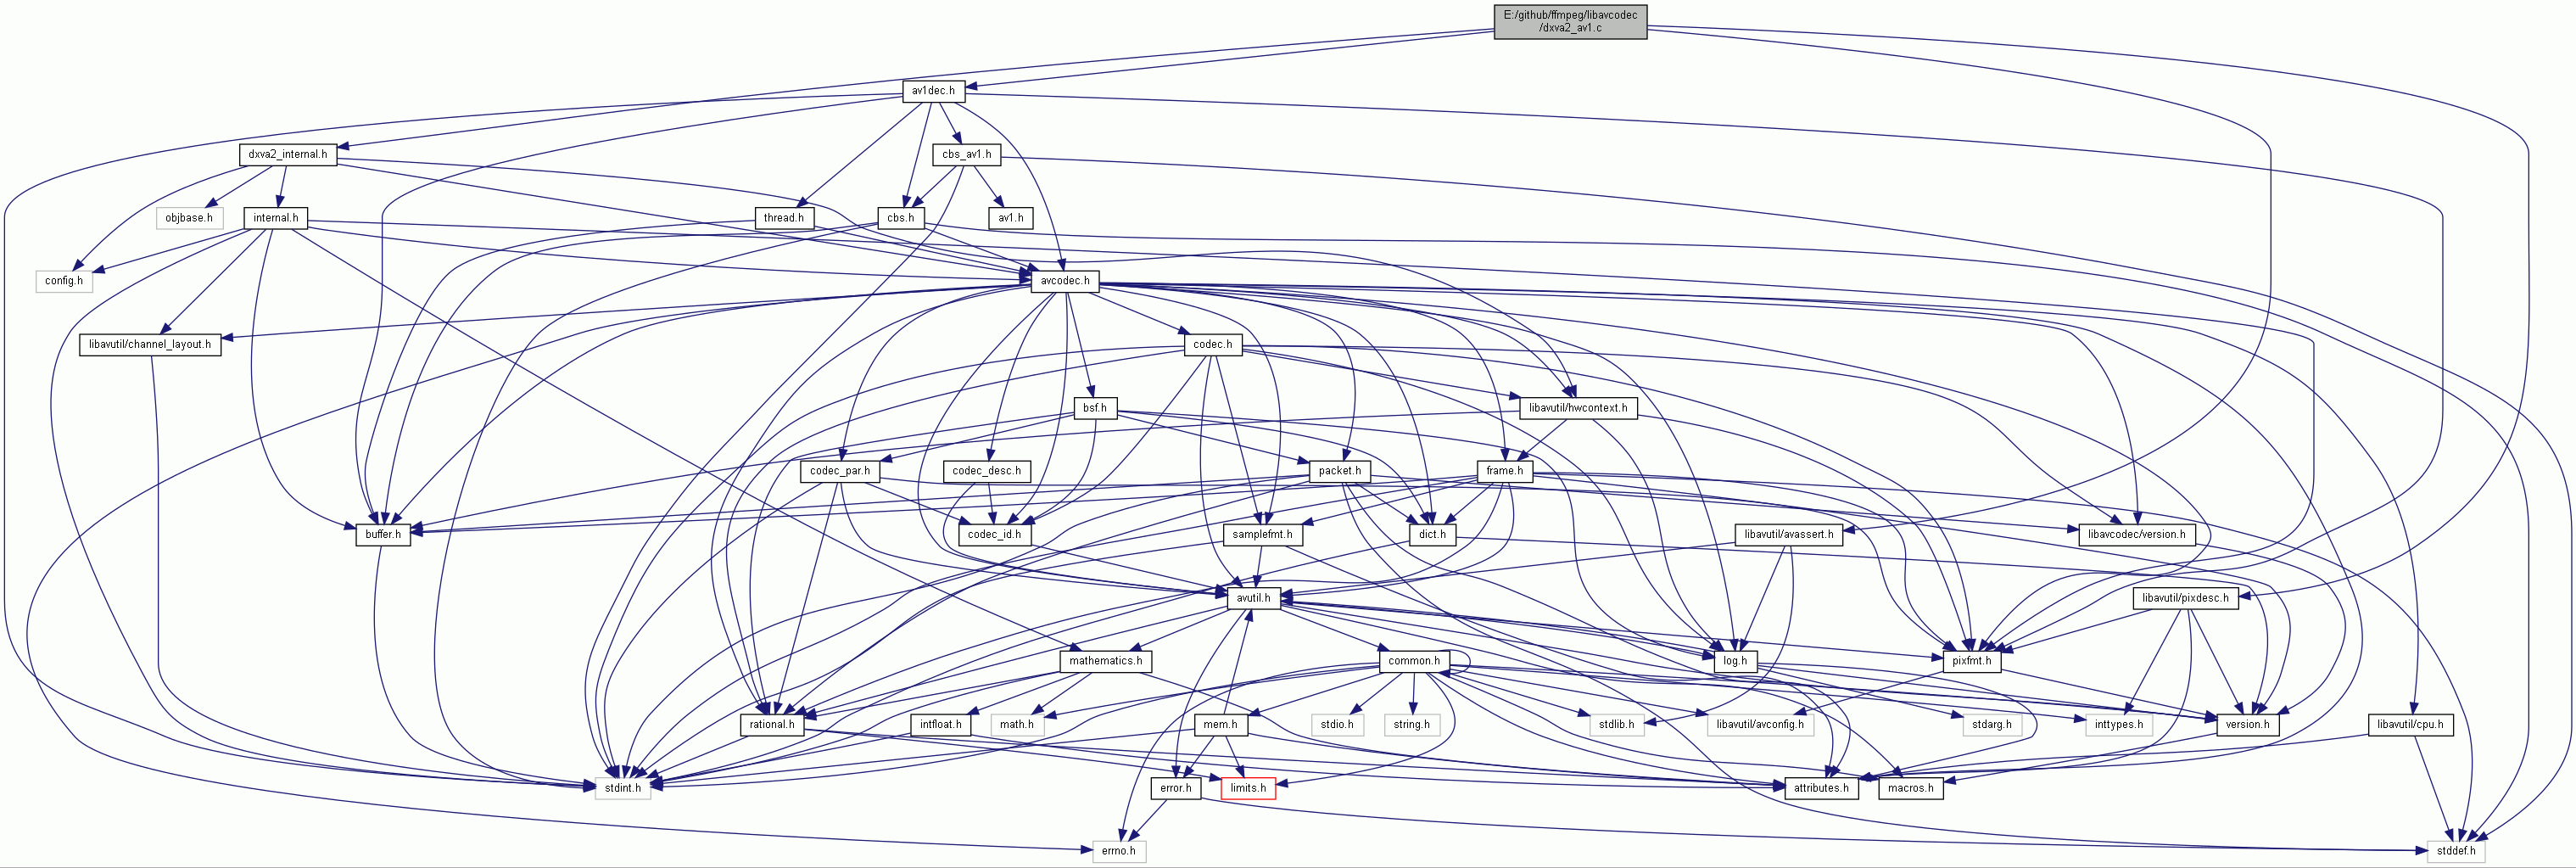 E:/github/ffmpeg/libavcodec
/dxva2_av1.c
av1dec.h
dxva2_internal.h
cbs_av1.h
objbase.h
internal.h
thread.h
cbs.h
av1.h
config.h
avcodec.h
libavutil/channel_layout.h
codec.h
bsf.h
libavutil/hwcontext.h
codec_par.h
codec_desc.h
packet.h
frame.h
buffer.h
codec_id.h
samplefmt.h
dict.h
libavutil/avassert.h
libavcodec/version.h
avutil.h
libavutil/pixdesc.h
mathematics.h
common.h
log.h
pixfmt.h
rational.h
intfloat.h
math.h
mem.h
stdio.h
string.h
stdlib.h
libavutil/avconfig.h
stdarg.h
inttypes.h
version.h
libavutil/cpu.h
stdint.h
error.h
limits.h
attributes.h
macros.h
errno.h
stddef.h